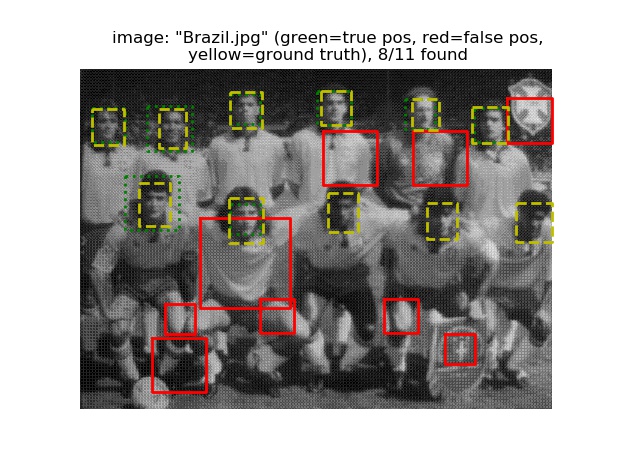 image: "Brazil.jpg" (green=true pos, red=false pos,
yellow=ground truth), 8/11 found